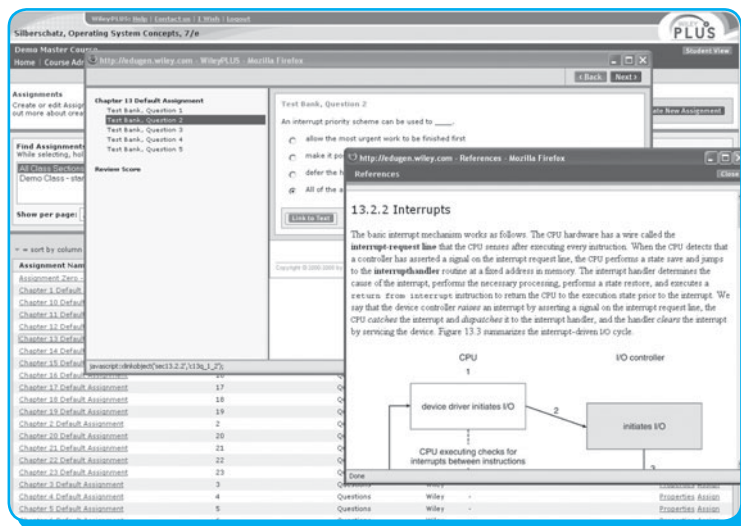 WileyPLUS: Help | Contact us | 1 Wish | Logout
Silberschatz, Operating System Concepts, 7/e
WILEY
PLUS
Demo Master Course
Student View
Home | Course Adm
http://edugen.wiley.com - WileyPLUS - Mozilla Firefox
< Back Next >
Assignments
Create or edit Assign
out more about crea
Create New Assignment
Chapter 13 Default Assignment
Test Bank, Question 1
Test Bank, Question 2
Test Bank, Question 3
Test Bank, Question 4
Test Bank, Question 5
Review Score
Test Bank, Question 2
An interrupt priority scheme can be used to ____.
allow the most urgent work to be finished first
make it po
defer the h
All of the a
Link to Text
Find Assignments
While selecting, hol
All Class Sections
Demo Class - star
Show per page:
= sort by column
http://edugen.wiley.com - References - Mozilla Firefox
References
Close
13.2.2 Interrupts
The basic interrupt mechanism works as follows. The CPU hardware has a wire called the
interrupt-request line that the CPU senses after executing every instruction. When the CPU detects that
a controller has asserted a signal on the interrupt request line, the CPU performs a state save and jumps
to the interrupthandler routine at a fixed address in memory. The interrupt handler determines the
cause of the interrupt, performs the necessary processing, performs a state restore, and executes a
return from interrupt instruction to return the CPU to the execution state prior to the interrupt. We
say that the device controller raises an interrupt by asserting a signal on the interrupt request line, the
CPU catches the interrupt and dispatches it to the interrupt handler, and the handler clears the interrupt
by servicing the device. Figure 13.3 summarizes the interrupt-driven I/O cycle.
CPU
1
I/O controller
device driver initiates I/O
2
initiates I/O
CPU executing checks for
interrupts between instructions
3
Done
Assignment Nam
Assignment Zero -
Chapter 1 Default
Chapter 10 Default
Chapter 11 Default
Chapter 12 Default
Chapter 13 Default
Chapter 14 Default
Chapter 15 Default
javascript:dlnkobject('sec13.2.2','c13q_1_2');
Chapter 17 Default Assignment 17
Chapter 18 Default Assignment 18
Chapter 19 Default Assignment 19
Chapter 2 Default Assignment 2
Chapter 20 Default Assignment 20
Chapter 21 Default Assignment 21
Chapter 22 Default Assignment 22
Chapter 23 Default Assignment 23
Chapter 3 Default Assignment 3
Chapter 4 Default Assignment 4 Questions Wiley - Properties Assign
Chapter 5 Default Assignment 5 Questions Wiley - Properties Assign